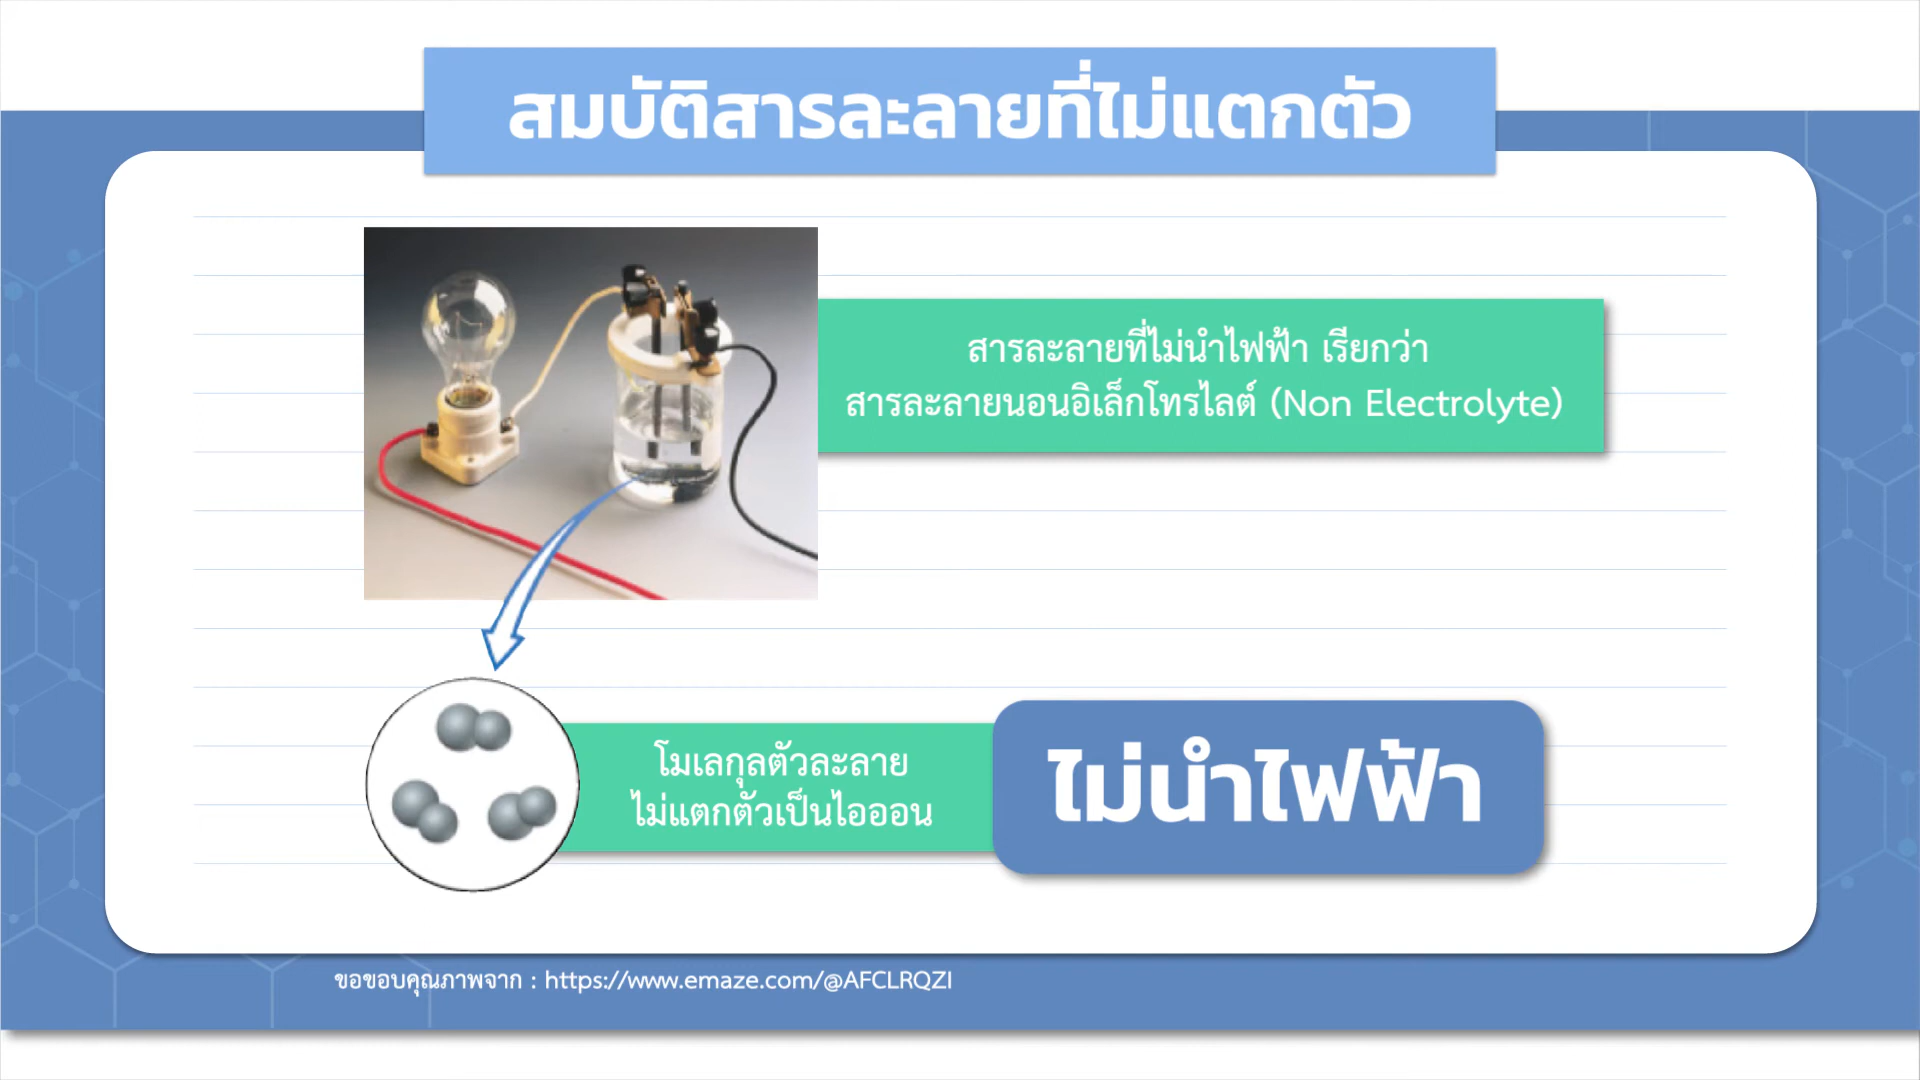 สมบัติสารละลายที่ไม่แตกตัว
สารละลายที่ไม่นำไฟฟ้า เรียกว่า
สารละลายนอนอิเล็กโทรไลต์ (Non Electrolyte)
โมเลกุลตัวละลาย
ไม่แตกตัวเป็นไอออน
ไม่นำไฟฟ้า
ขอขอบคุณภาพจาก : https://www.emaze.com/@AFCLRQZI